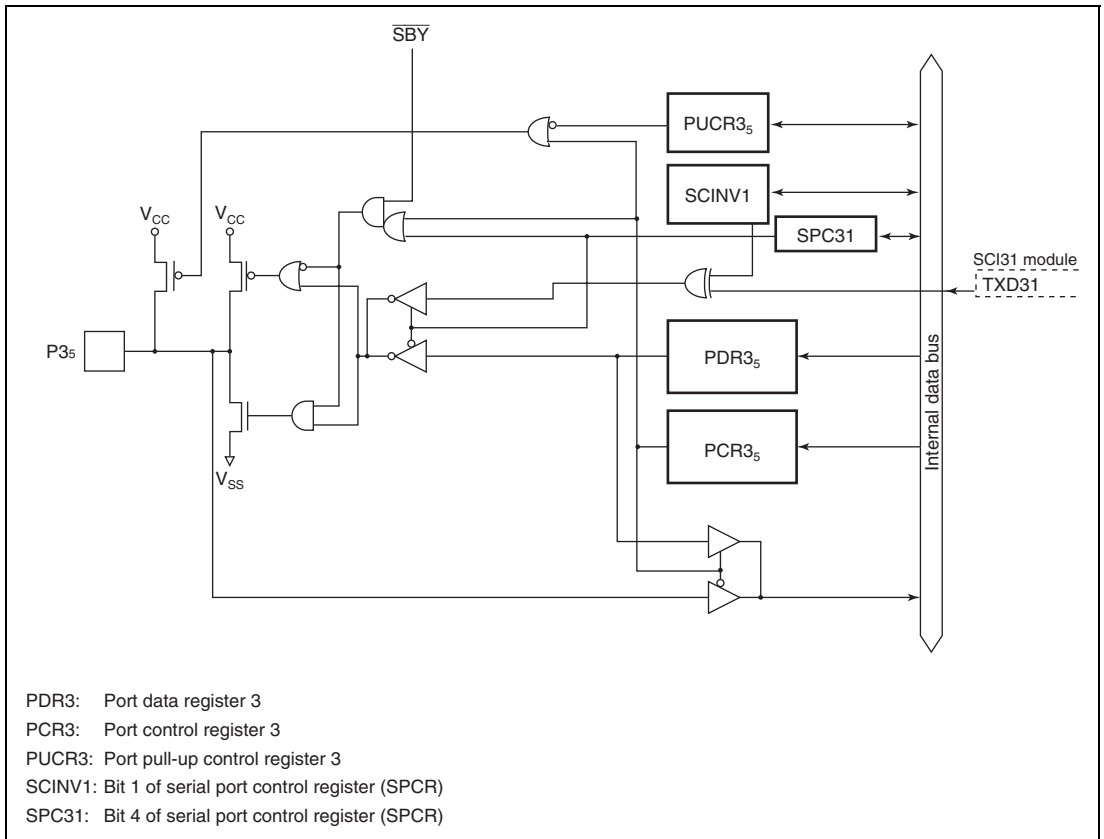 SBY
PUCR3₅
SCINV1
V_CC V_CC
SPC31
SCI31 module
TXD31
P3₅
PDR3₅
PCR3₅
Internal data bus
V_SS
PDR3: Port data register 3
PCR3: Port control register 3
PUCR3: Port pull-up control register 3
SCINV1: Bit 1 of serial port control register (SPCR)
SPC31: Bit 4 of serial port control register (SPCR)